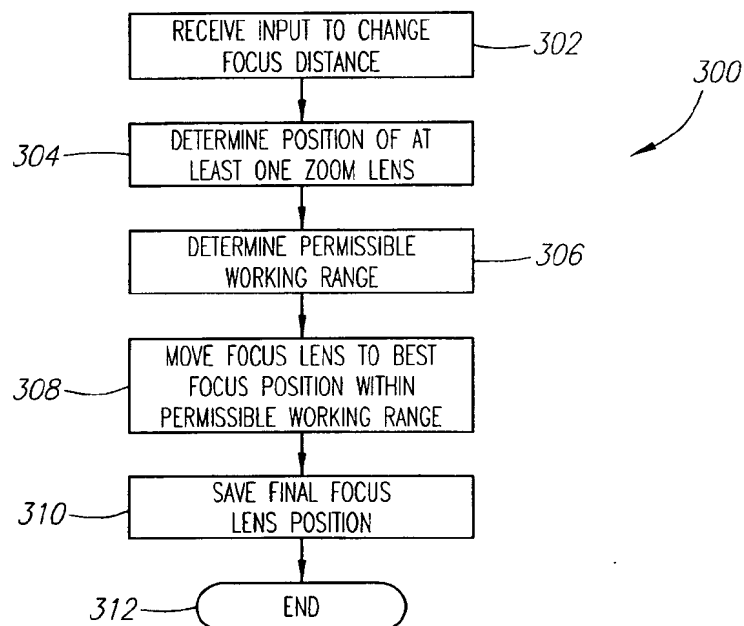 RECEIVE INPUT TO CHANGE
FOCUS DISTANCE
302
300
304
DETERMINE POSITION OF AT
LEAST ONE ZOOM LENS
DETERMINE PERMISSIBLE
WORKING RANGE
306
308
MOVE FOCUS LENS TO BEST
FOCUS POSITION WITHIN
PERMISSIBLE WORKING RANGE
310
SAVE FINAL FOCUS
LENS POSITION
312
END